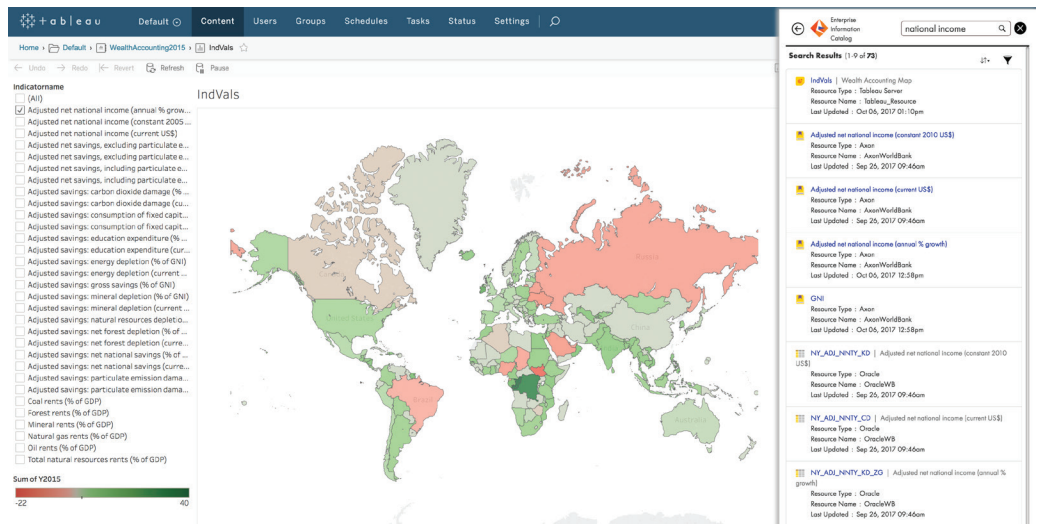 + a b | e a u
Default
Content
Users
Groups
Schedules
Tasks
Status
Settings
Home
Default
WealthAccounting2015
IndVals
Undo
Redo
Revert
Refresh
Pause
Indicatorname
(All)
Adjusted net national income (annual % grow...
Adjusted net national income (constant 2005 ...
Adjusted net national income (current US$)
Adjusted net savings, excluding particulate e...
Adjusted net savings, excluding particulate e...
Adjusted net savings, including particulate e...
Adjusted net savings, including particulate e...
Adjusted savings: carbon dioxide damage (% ...
Adjusted savings: carbon dioxide damage (cu...
Adjusted savings: consumption of fixed capit...
Adjusted savings: consumption of fixed capit...
Adjusted savings: education expenditure (% ...
Adjusted savings: education expenditure (cur...
Adjusted savings: energy depletion (% of GNI)
Adjusted savings: energy depletion (current ...
Adjusted savings: gross savings (% of GNI)
Adjusted savings: mineral depletion (% of GNI)
Adjusted savings: mineral depletion (current ...
Adjusted savings: natural resources depletio...
Adjusted savings: net forest depletion (% of ...
Adjusted savings: net forest depletion (curre...
Adjusted savings: net national savings (% of ...
Adjusted savings: net national savings (curre...
Adjusted savings: particulate emission dama...
Adjusted savings: particulate emission dama...
Coal rents (% of GDP)
Forest rents (% of GDP)
Mineral rents (% of GDP)
Natural gas rents (% of GDP)
Oil rents (% of GDP)
Total natural resources rents (% of GDP)
Sum of Y2015
-22
40
IndVals
Canada
Russia
United States
China
Brazil
Australia
Enterprise
Information
Catalog
national income
Search Results (1-9 of 73)
IndVals | Wealth Accounting Map
Resource Type : Tableau Server
Resource Name : Tableau_Resource
Last Updated : Oct 06, 2017 01:10pm
Adjusted net national income (constant 2010 US$)
Resource Type : Axon
Resource Name : AxonWorldBank
Last Updated : Sep 26, 2017 09:46am
Adjusted net national income (current US$)
Resource Type : Axon
Resource Name : AxonWorldBank
Last Updated : Sep 26, 2017 09:46am
Adjusted net national income (annual % growth)
Resource Type : Axon
Resource Name : AxonWorldBank
Last Updated : Oct 06, 2017 12:58pm
GNI
Resource Type : Axon
Resource Name : AxonWorldBank
Last Updated : Oct 06, 2017 12:58pm
NY_ADJ_NNTY_KD | Adjusted net national income (constant 2010
US$)
Resource Type : Oracle
Resource Name : OracleWB
Last Updated : Sep 26, 2017 09:46am
NY_ADJ_NNTY_CD | Adjusted net national income (current US$)
Resource Type : Oracle
Resource Name : OracleWB
Last Updated : Sep 26, 2017 09:46am
NY_ADJ_NNTY_KD_ZG | Adjusted net national income (annual %
growth)
Resource Type : Oracle
Resource Name : OracleWB
Last Updated : Sep 26, 2017 09:46am